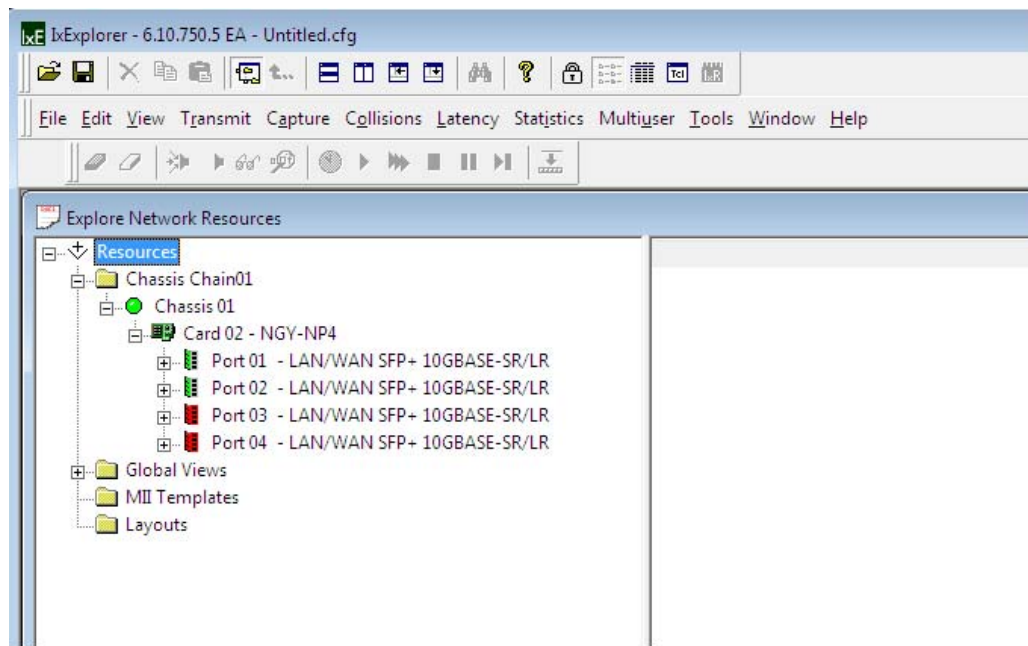 IxE IxExplorer - 6.10.750.5 EA - Untitled.cfg
Tcl
File Edit View Transmit Capture Collisions Latency Statistics Multiuser Tools Window Help
Explore Network Resources
Resources
Chassis Chain01
Chassis 01
Card 02 - NGY-NP4
Port 01 - LAN/WAN SFP+ 10GBASE-SR/LR
Port 02 - LAN/WAN SFP+ 10GBASE-SR/LR
Port 03 - LAN/WAN SFP+ 10GBASE-SR/LR
Port 04 - LAN/WAN SFP+ 10GBASE-SR/LR
Global Views
MII Templates
Layouts